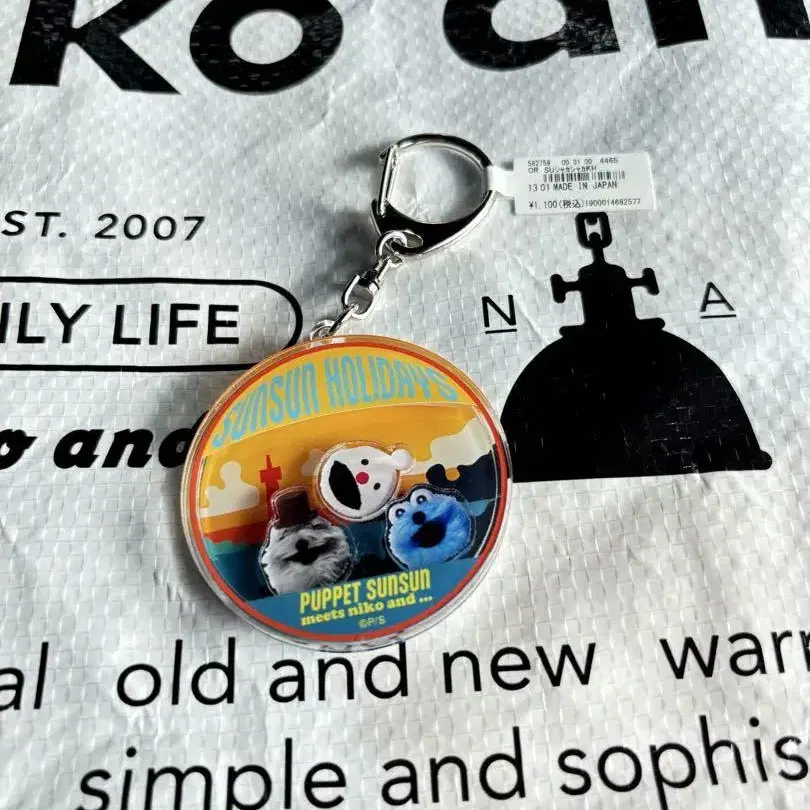 ko an
EST. 2007
ILY LIFE
N A
o and
582759 00 01 00 4465
OR SUシャカシャカKH
13 01 MADE IN JAPAN
¥1,100(税込)1900014682577
SUNSUN HOLIDAYS
PUPPET SUNSUN
meets niko and ...
©P/S
al old and new war
simple and sophis